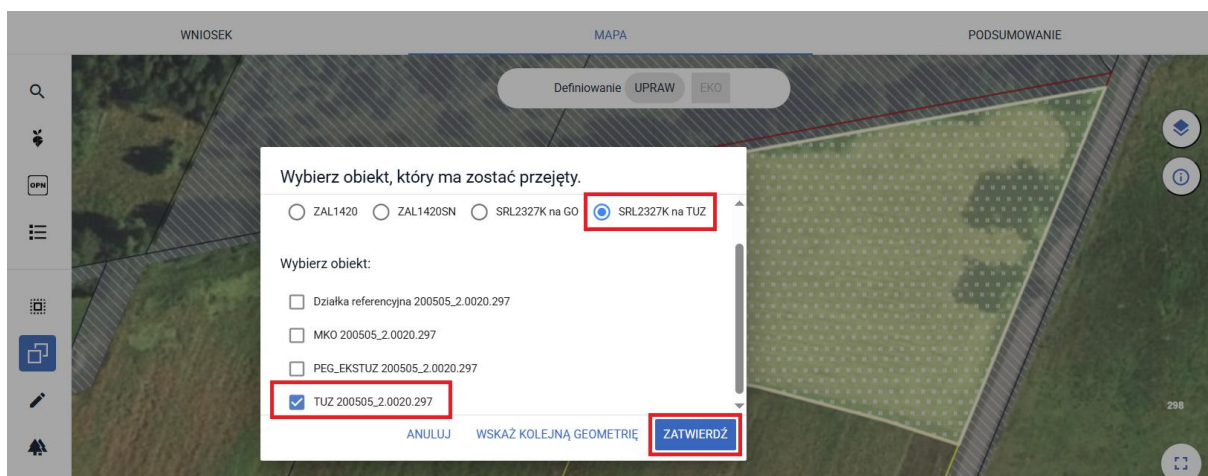 WNIOSEK MAPA PODSUMOWANIE
Definiowanie UPRAW EKO
OPN
Wybierz obiekt, który ma zostać przejęty.
ZAL1420 ZAL1420SN SRL2327K na GO SRL2327K na TUZ
Wybierz obiekt:
Działka referencyjna 200505_2.0020.297
MKO 200505_2.0020.297
PEG_EKSTUZ 200505_2.0020.297
TUZ 200505_2.0020.297
ANULUJ WSKAŻ KOLEJNĄ GEOMETRIĘ ZATWIERDŹ
298